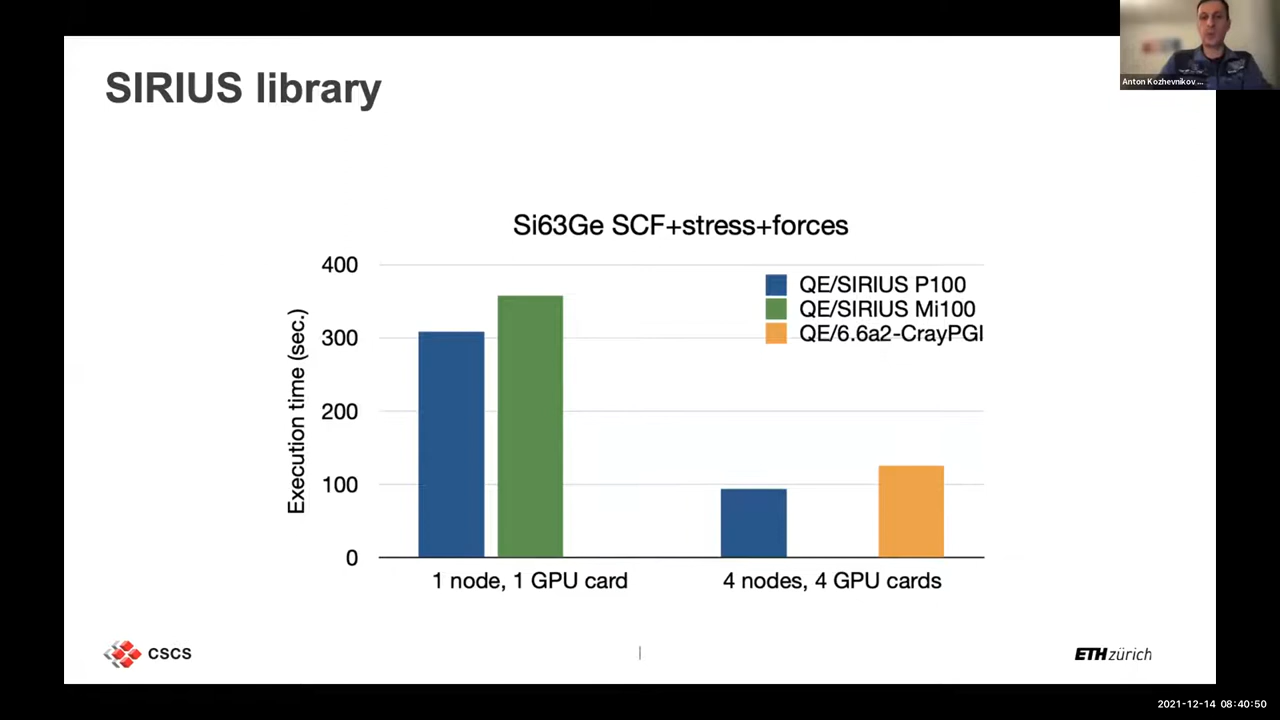 Anton Kozhevnikov ...
SIRIUS library
Si63Ge SCF+stress+forces
400
300
200
100
0
Execution time (sec.)
QE/SIRIUS P100
QE/SIRIUS Mi100
QE/6.6a2-CrayPGI
1 node, 1 GPU card
4 nodes, 4 GPU cards
CSCS
ETH zürich
2021-12-14 08:40:50